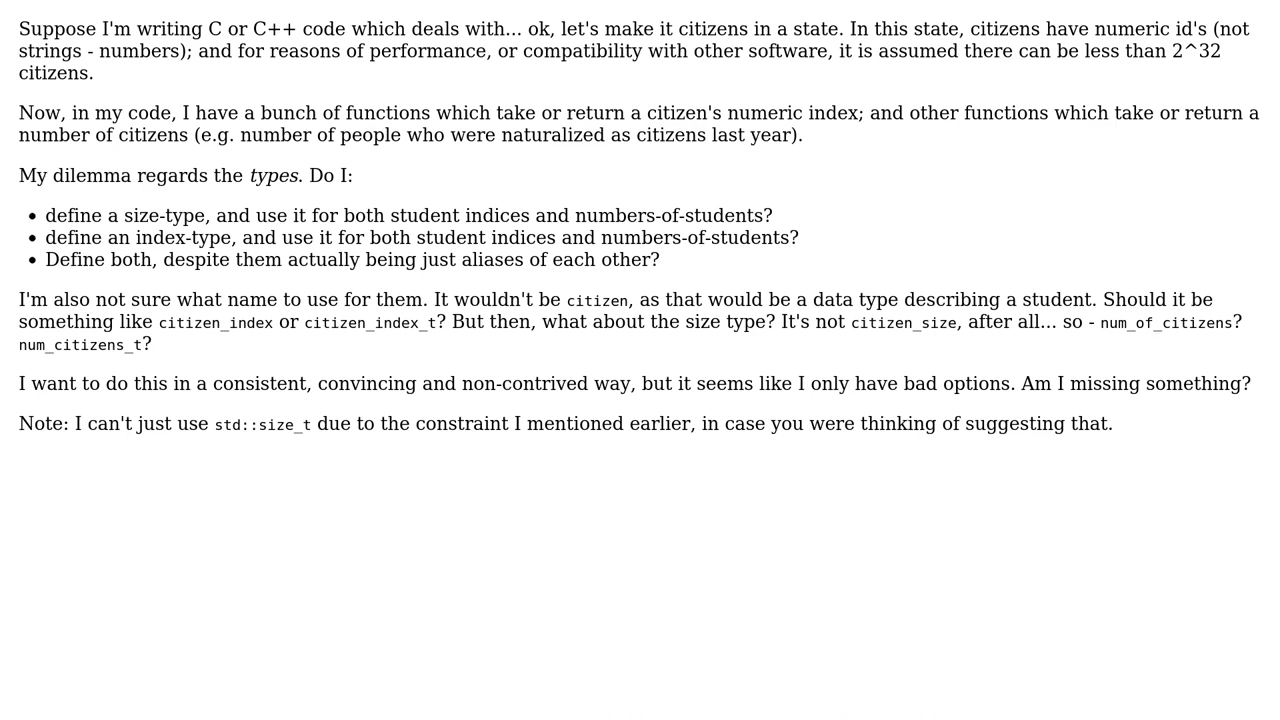 Suppose I'm writing C or C++ code which deals with... ok, let's make it citizens in a state. In this state, citizens have numeric id's (not
strings - numbers); and for reasons of performance, or compatibility with other software, it is assumed there can be less than 2^32
citizens.
Now, in my code, I have a bunch of functions which take or return a citizen's numeric index; and other functions which take or return a
number of citizens (e.g. number of people who were naturalized as citizens last year).
My dilemma regards the types. Do I:
• define a size-type, and use it for both student indices and numbers-of-students?
• define an index-type, and use it for both student indices and numbers-of-students?
• Define both, despite them actually being just aliases of each other?
I'm also not sure what name to use for them. It wouldn't be citizen, as that would be a data type describing a student. Should it be
something like citizen_index or citizen_index_t? But then, what about the size type? It's not citizen_size, after all... so - num_of_citizens?
num_citizens_t?
I want to do this in a consistent, convincing and non-contrived way, but it seems like I only have bad options. Am I missing something?
Note: I can't just use std::size_t due to the constraint I mentioned earlier, in case you were thinking of suggesting that.